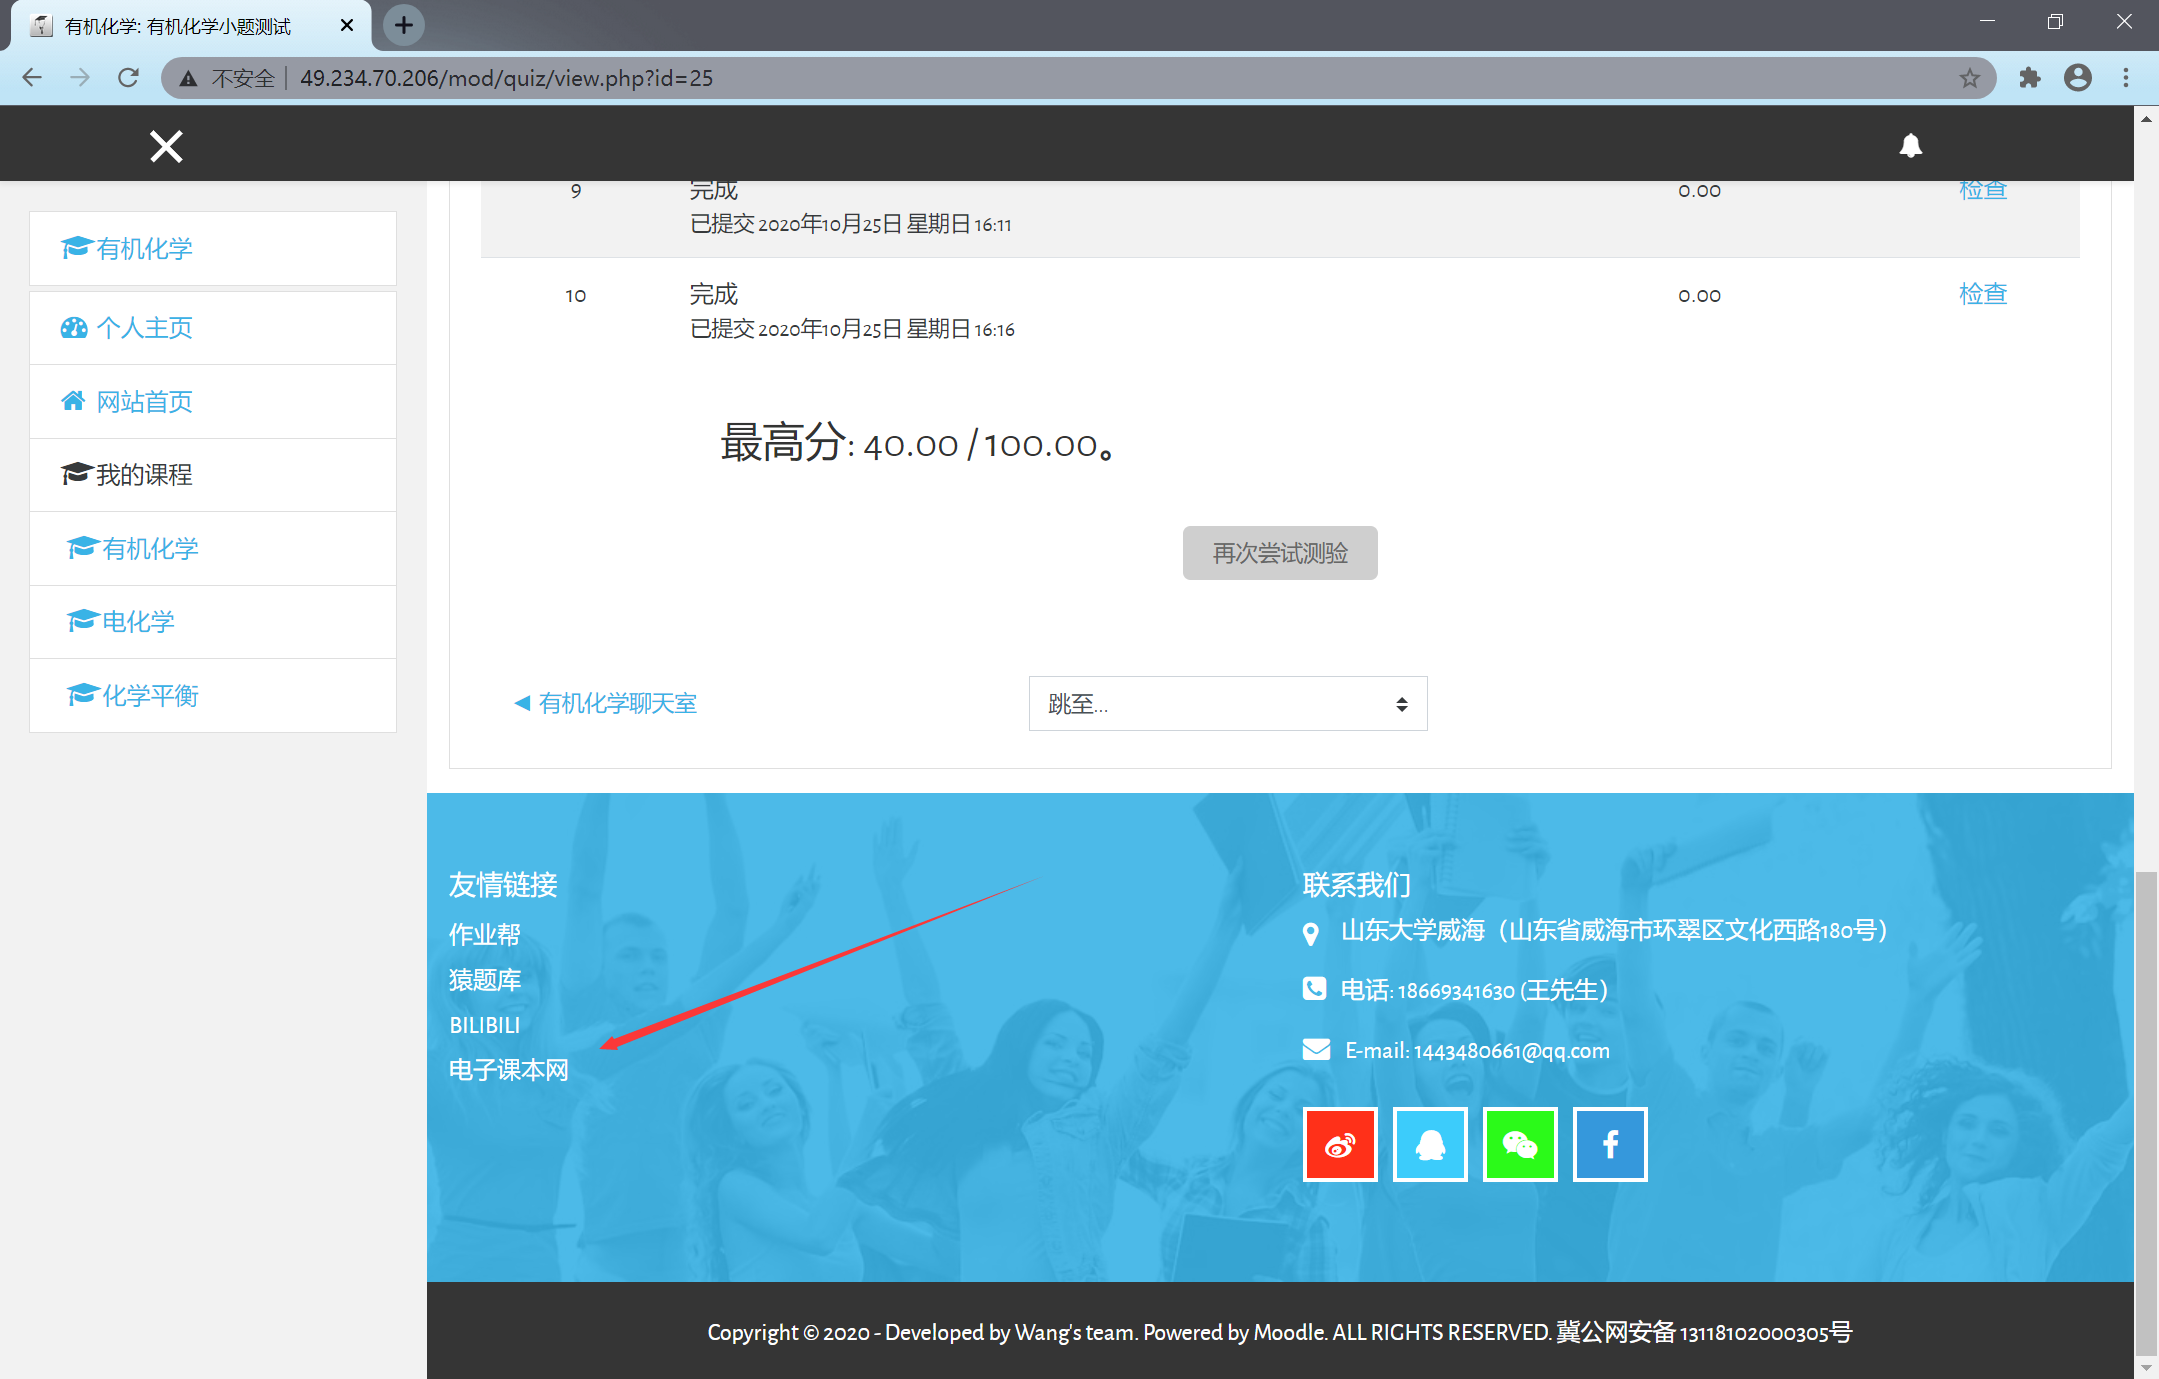 有机化学: 有机化学小题测试
不安全 49.234.70.206/mod/quiz/view.php?id=25
9 完成 0.00 检查
已提交 2020年10月25日 星期日 16:11
10 完成 0.00 检查
已提交 2020年10月25日 星期日 16:16
最高分: 40.00 / 100.00。
再次尝试测验
◀ 有机化学聊天室
跳至...
有机化学
个人主页
网站首页
我的课程
有机化学
电化学
化学平衡
友情链接
作业帮
猿题库
BILIBILI
电子课本网
联系我们
山东大学威海（山东省威海市环翠区文化西路180号）
电话: 18669341630 (王先生）
E-mail: 1443480661@qq.com
Copyright © 2020 - Developed by Wang's team. Powered by Moodle. ALL RIGHTS RESERVED. 冀公网安备 13118102000305号